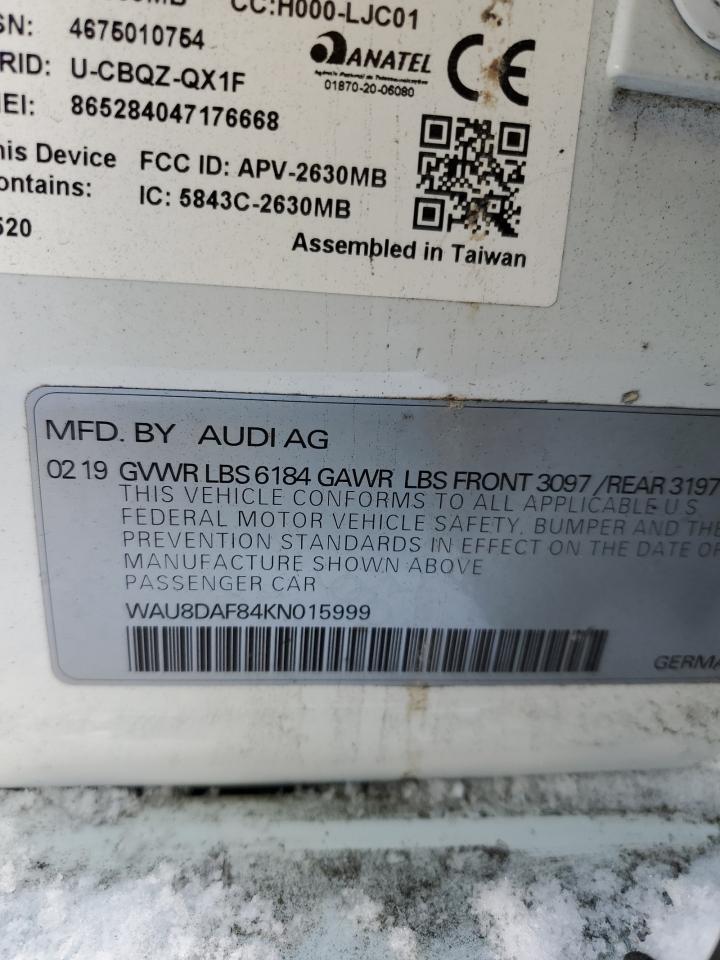 CC:H000-LJC01
SN: 4675010754
RID: U-CBQZ-QX1F
EI: 865284047176668
ANATEL
01870-20-06080
CE
his Device FCC ID: APV-2630MB
ontains: IC: 5843C-2630MB
520
Assembled in Taiwan
MFD. BY AUDI AG
02 19 GVWR LBS 6184 GAWR LBS FRONT 3097 /REAR 3197
THIS VEHICLE CONFORMS TO ALL APPLICABLE U S
FEDERAL MOTOR VEHICLE SAFETY, BUMPER AND THE
PREVENTION STANDARDS IN EFFECT ON THE DATE OF
MANUFACTURE SHOWN ABOVE
PASSENGER CAR
WAU8DAF84KN015999
GERMA